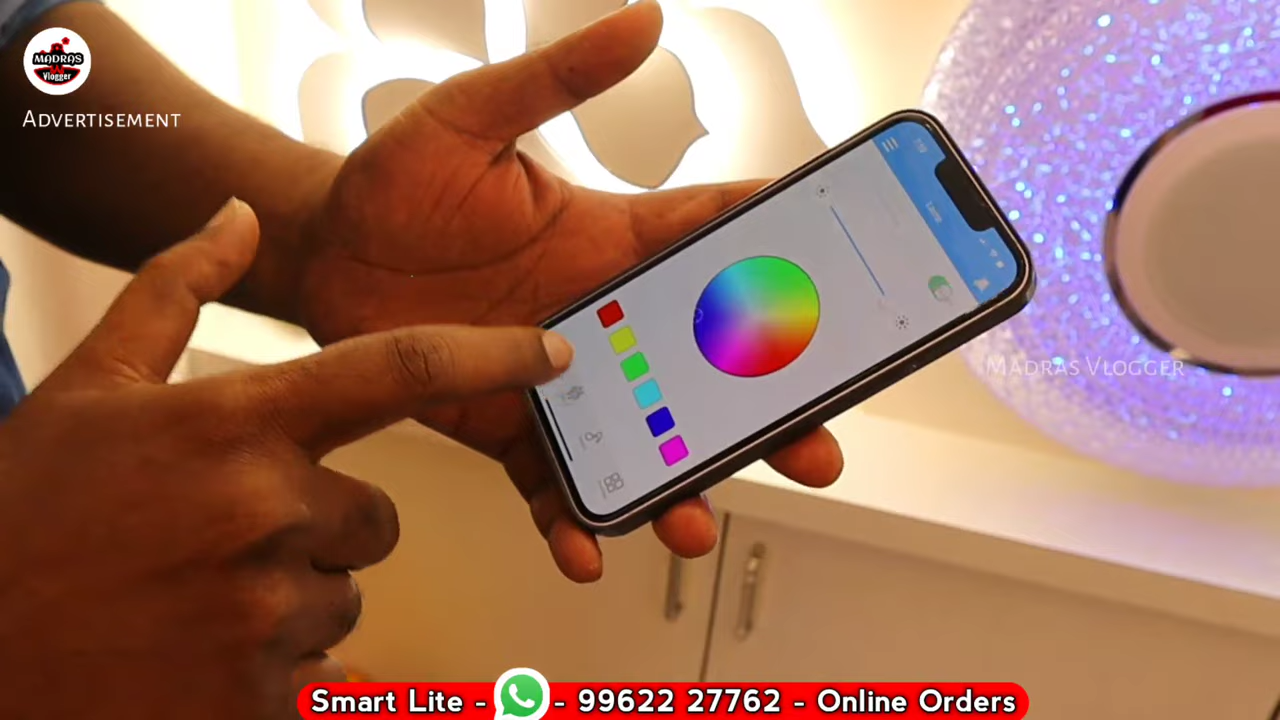 MADRAS
Vlogger
ADVERTISEMENT
MADRAS VLOGGER
Smart Lite - - 99622 27762 - Online Orders